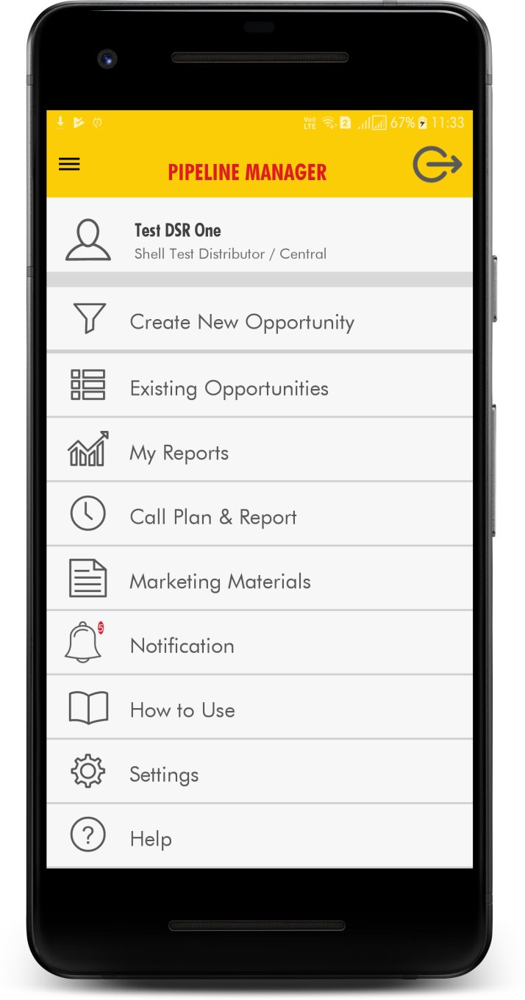 Vo)) LTE 2 67% 11:33
PIPELINE MANAGER
Test DSR One
Shell Test Distributor / Central
Create New Opportunity
Existing Opportunities
My Reports
Call Plan & Report
Marketing Materials
5
Notification
How to Use
Settings
? Help